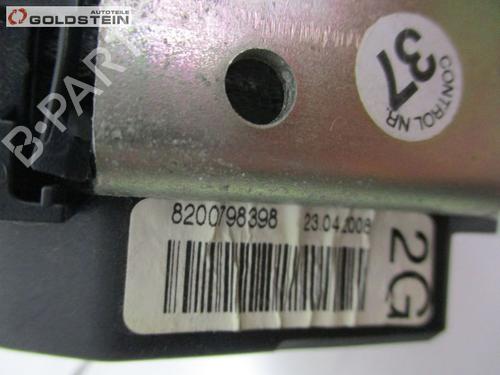 AUTOTEILE
GOLDSTEIN
B-PARTS
37
CONTROL NR.
8200798398 23.04.2008
2G